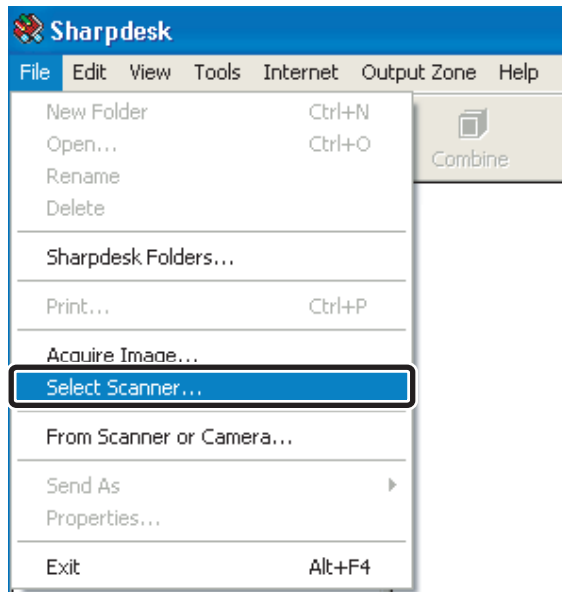 Sharpdesk
File Edit View Tools Internet Output Zone Help
New Folder Ctrl+N
Open... Ctrl+O
Combine
Rename
Delete
Sharpdesk Folders...
Print... Ctrl+P
Acquire Image...
Select Scanner...
From Scanner or Camera...
Send As
Properties...
Exit Alt+F4